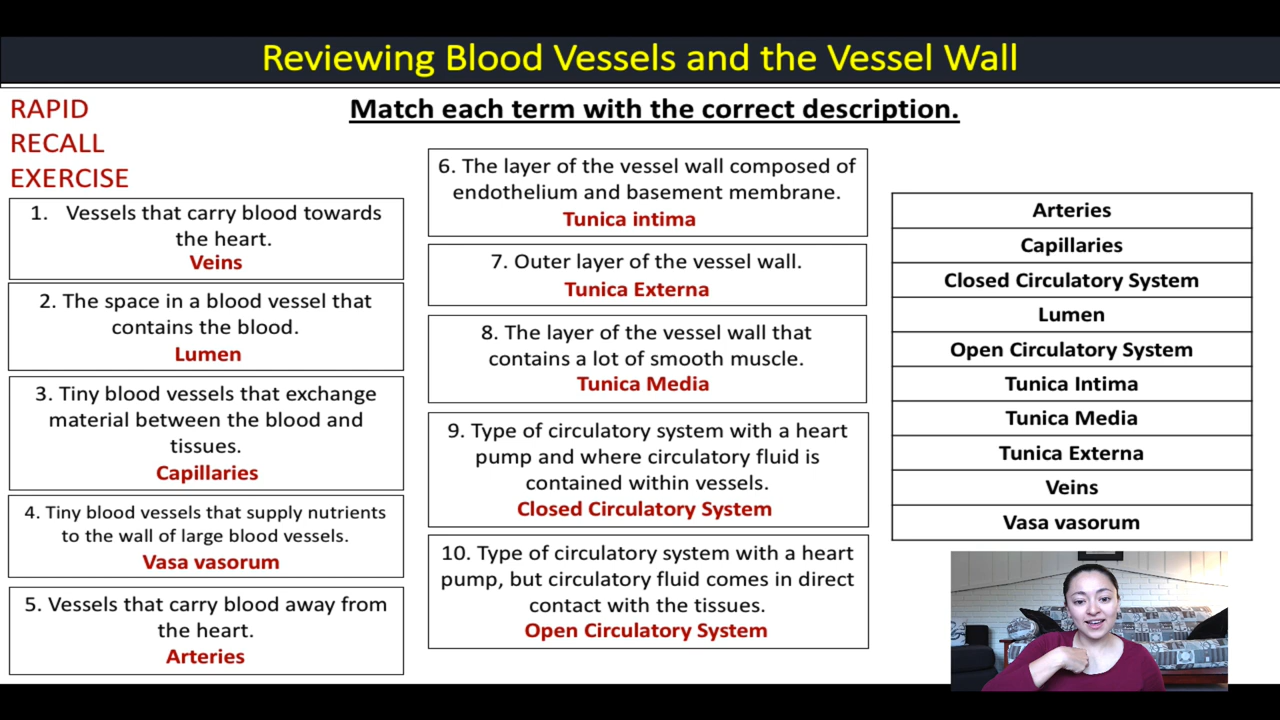 Reviewing Blood Vessels and the Vessel Wall
RAPID
RECALL
EXERCISE
Match each term with the correct description.
1. Vessels that carry blood towards
the heart.
Veins
2. The space in a blood vessel that
contains the blood.
Lumen
3. Tiny blood vessels that exchange
material between the blood and
tissues.
Capillaries
4. Tiny blood vessels that supply nutrients
to the wall of large blood vessels.
Vasa vasorum
5. Vessels that carry blood away from
the heart.
Arteries
6. The layer of the vessel wall composed of
endothelium and basement membrane.
Tunica intima
7. Outer layer of the vessel wall.
Tunica Externa
8. The layer of the vessel wall that
contains a lot of smooth muscle.
Tunica Media
9. Type of circulatory system with a heart
pump and where circulatory fluid is
contained within vessels.
Closed Circulatory System
10. Type of circulatory system with a heart
pump, but circulatory fluid comes in direct
contact with the tissues.
Open Circulatory System
Arteries
Capillaries
Closed Circulatory System
Lumen
Open Circulatory System
Tunica Intima
Tunica Media
Tunica Externa
Veins
Vasa vasorum